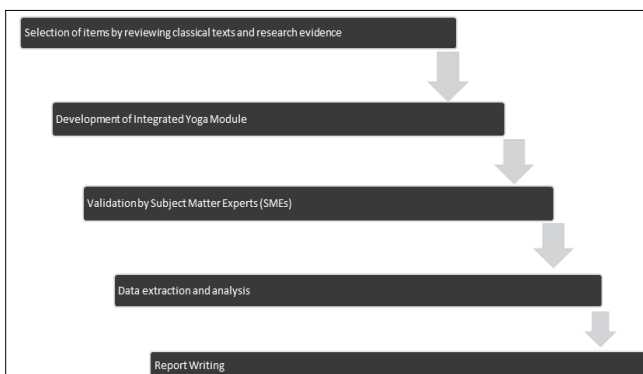 Selection of items by reviewing classical texts and research evidence
Development of Integrated Yoga Module
Validation by Subject Matter Experts (SMEs)
Data extraction and analysis
Report Writing